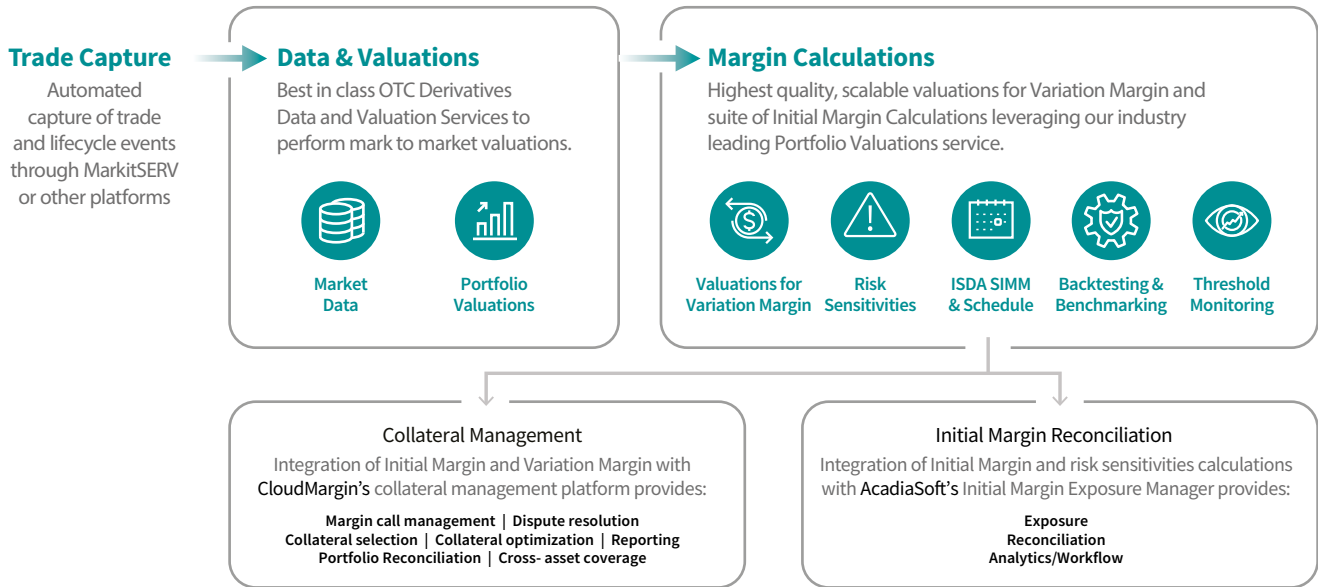 Trade Capture
Automated
capture of trade
and lifecycle events
through MarkitSERV
or other platforms
Data & Valuations
Best in class OTC Derivatives
Data and Valuation Services to
perform mark to market valuations.
Market
Data
Portfolio
Valuations
Margin Calculations
Highest quality, scalable valuations for Variation Margin and
suite of Initial Margin Calculations leveraging our industry
leading Portfolio Valuations service.
Valuations for
Variation Margin
Risk
Sensitivities
ISDA SIMM
& Schedule
Backtesting &
Benchmarking
Threshold
Monitoring
Collateral Management
Integration of Initial Margin and Variation Margin with
CloudMargin's collateral management platform provides:
Margin call management | Dispute resolution
Collateral selection | Collateral optimization | Reporting
Portfolio Reconciliation | Cross- asset coverage
Initial Margin Reconciliation
Integration of Initial Margin and risk sensitivities calculations
with AcadiaSoft's Initial Margin Exposure Manager provides:
Exposure
Reconciliation
Analytics/Workflow